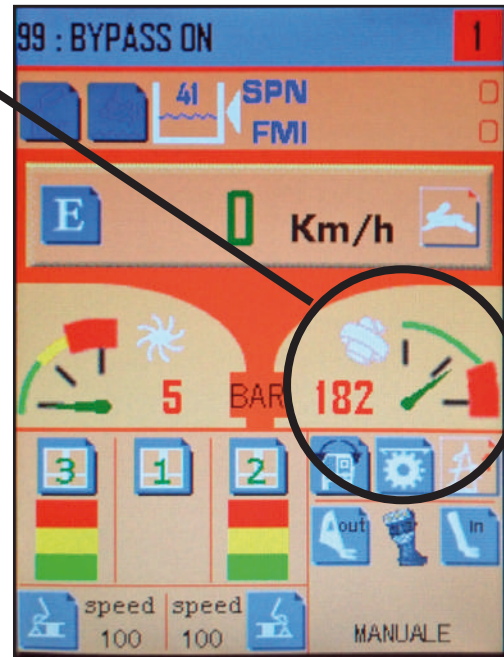 99 : BYPASS ON
1
41
SPN
0
FMI
0
E
0 Km/h
5
BAR
182
3
1
2
out
in
speed
100
speed
100
MANUALE